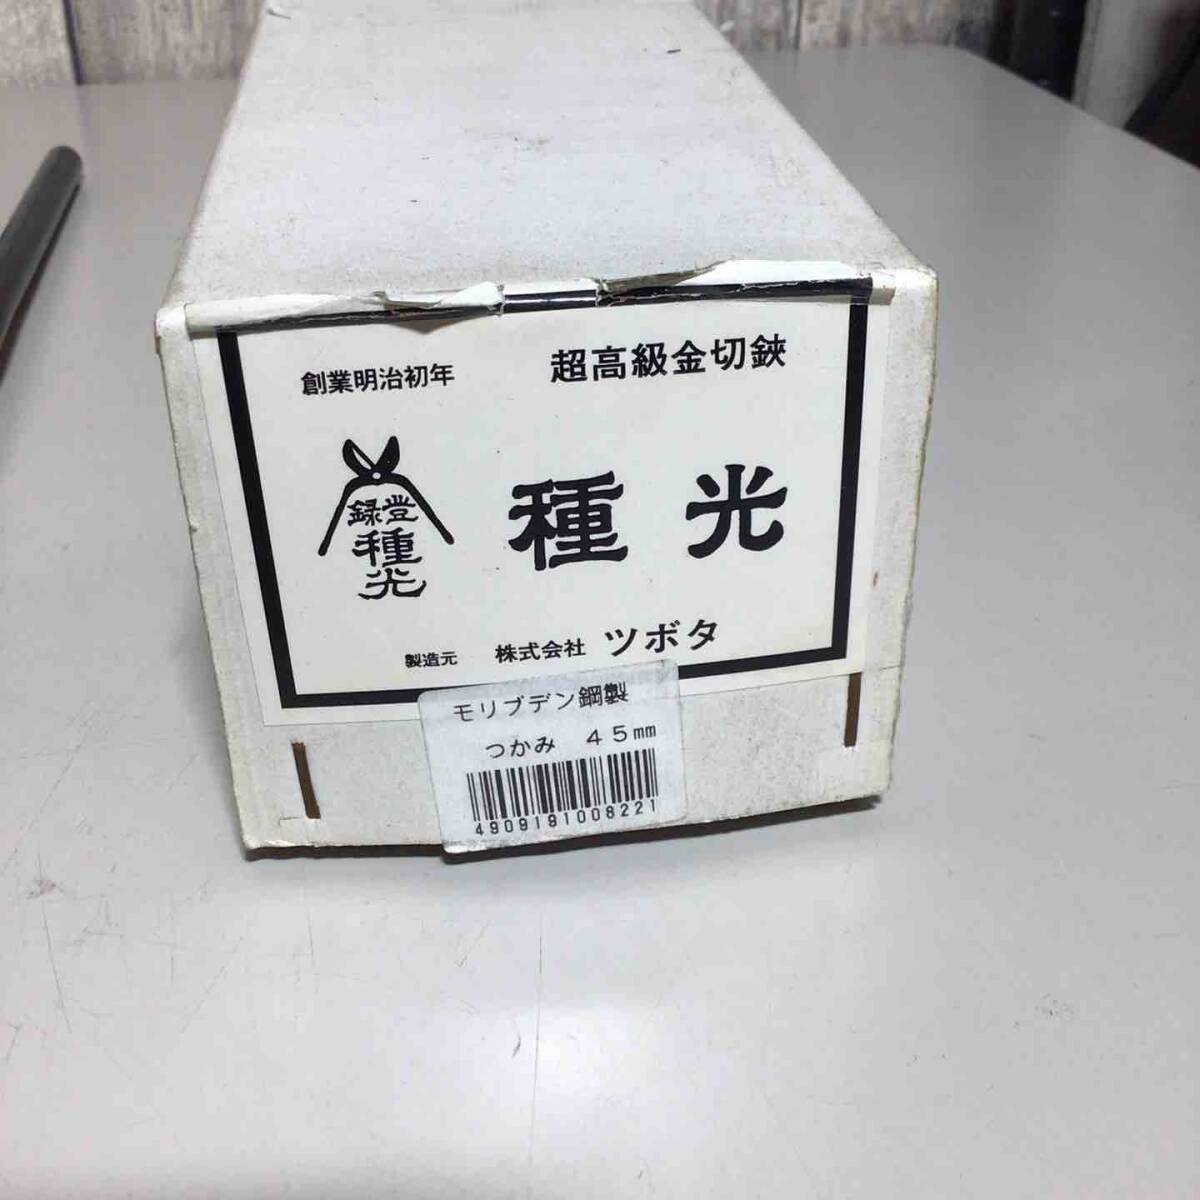 創業明治初年
超高級金切鋏
登録
種光
種光
製造元 株式会社 ツボタ
モリブデン鋼製
つかみ 45mm
4909191008221